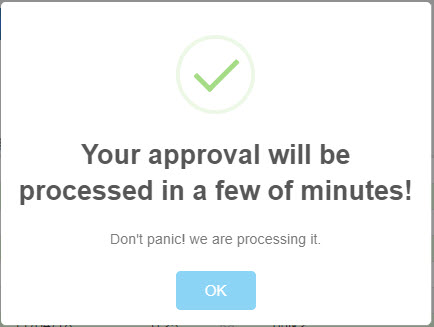 Your approval will be
processed in a few of minutes!
Don't panic! we are processing it.
OK